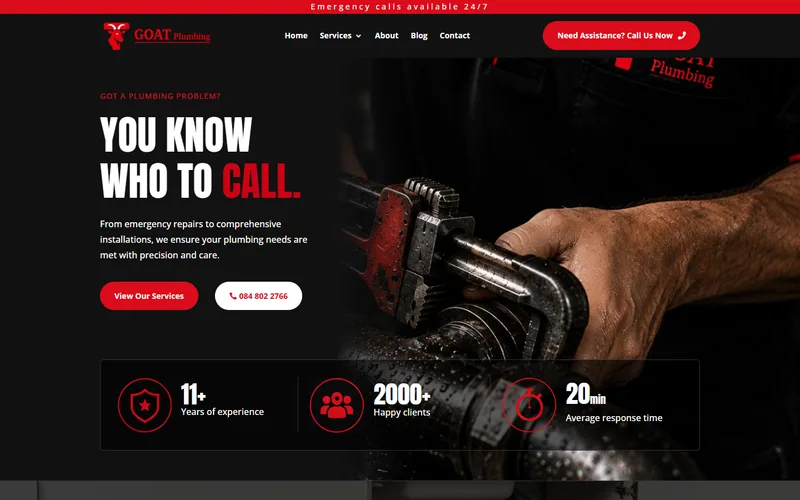 Emergency calls available 24/7
GOAT Plumbing
Home
Services
About
Blog
Contact
Need Assistance? Call Us Now
Plumbing
GOT A PLUMBING PROBLEM?
YOU KNOW
WHO TO CALL.
From emergency repairs to comprehensive
installations, we ensure your plumbing needs are
met with precision and care.
View Our Services
084 802 2766
11+
Years of experience
2000+
Happy clients
20min
Average response time